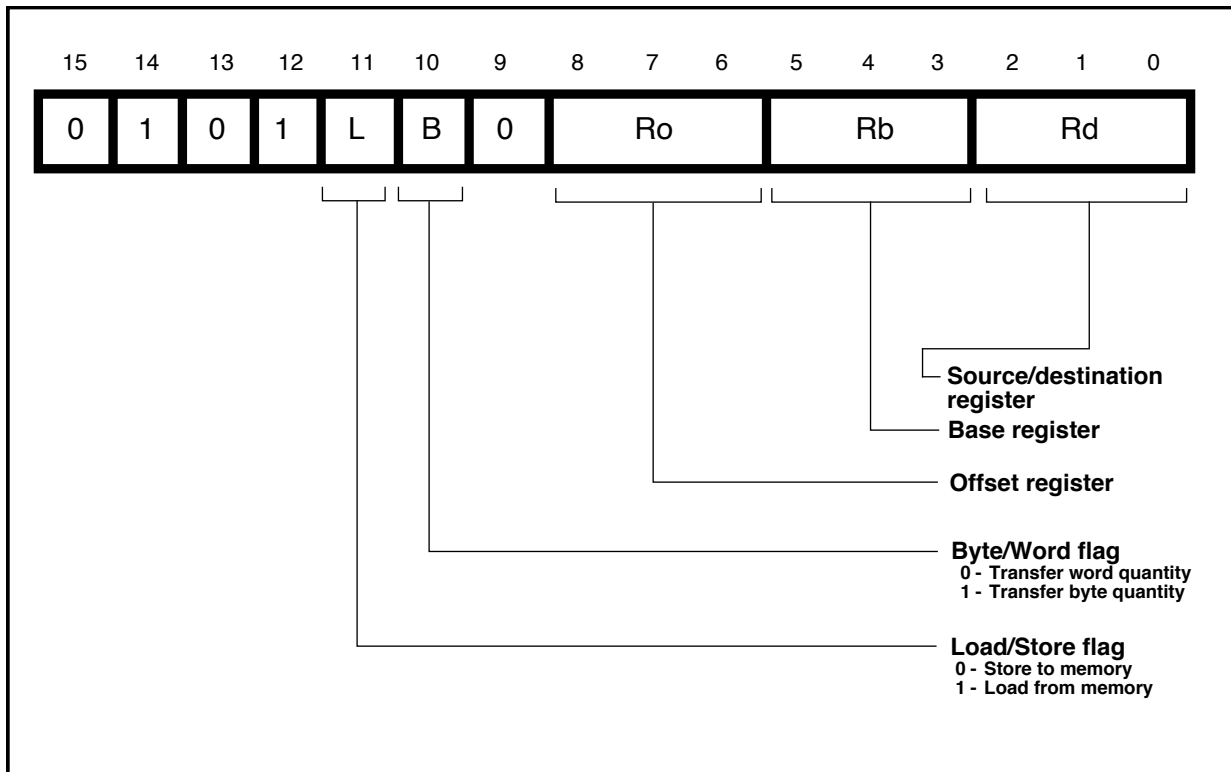 15 14 13 12 11 10 9 8 7 6 5 4 3 2 1 0
0 1 0 1 L B 0 Ro Rb Rd
Source/destination
register
Base register
Offset register
Byte/Word flag
0 - Transfer word quantity
1 - Transfer byte quantity
Load/Store flag
0 - Store to memory
1 - Load from memory